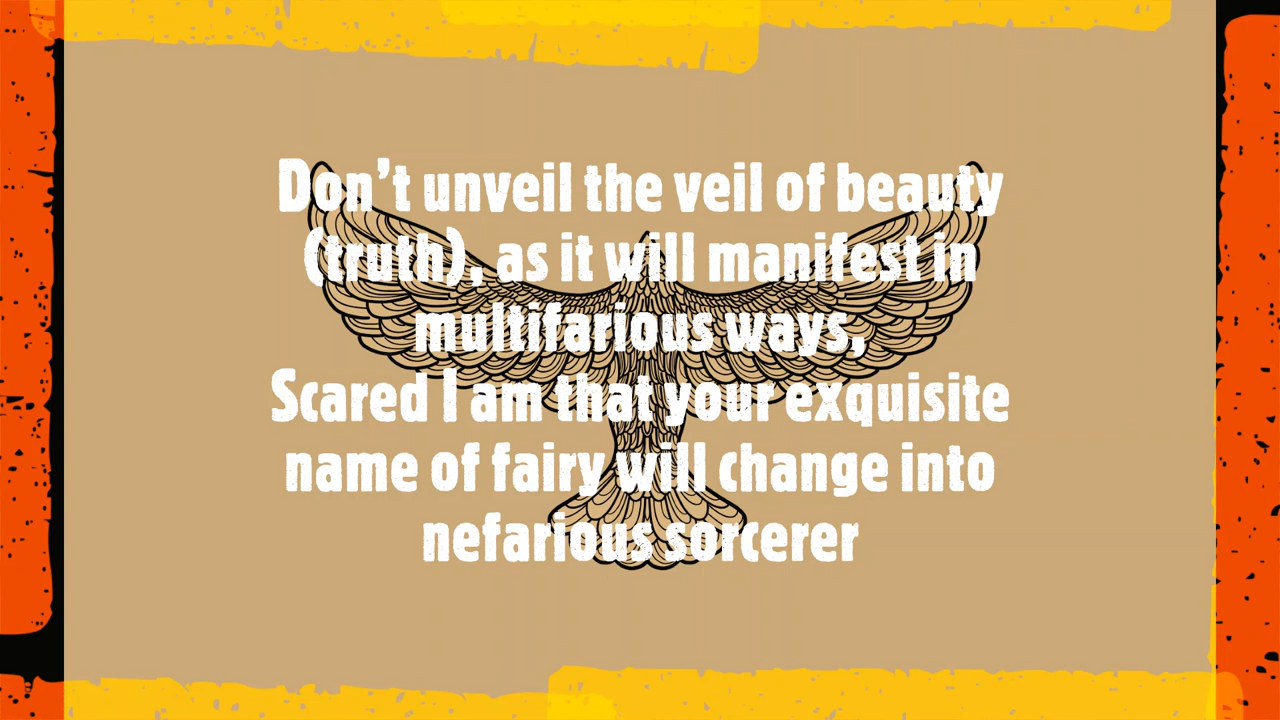 Don't unveil the veil of beauty
(truth), as it will manifest in
multifarious ways,
Scared I am that your exquisite
name of fairy will change into
nefarious sorcerer